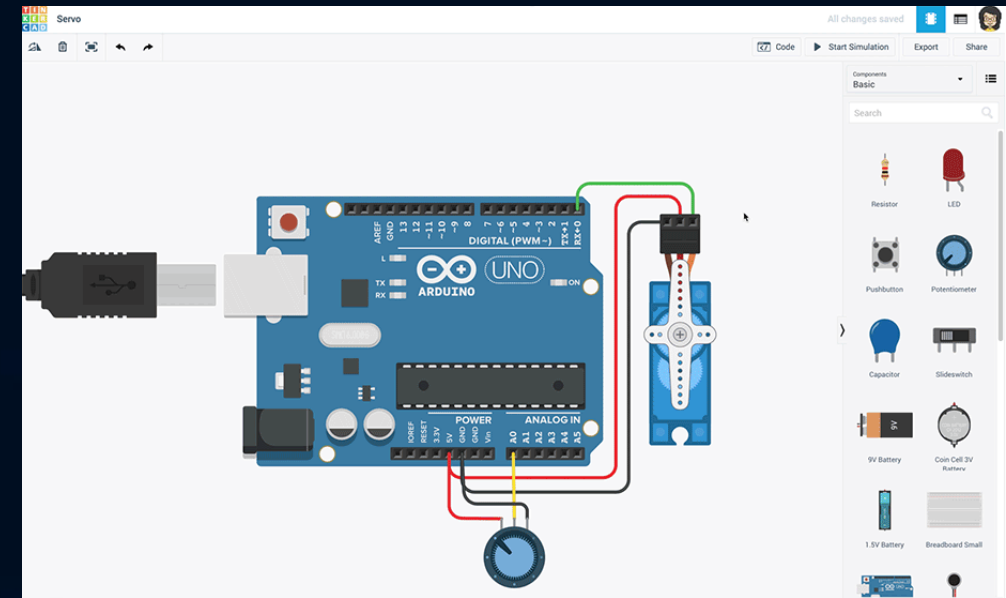 TIN
KER
CAD
Servo
All changes saved
Code
Start Simulation
Export
Share
Components
Basic
Search
Resistor
LED
Pushbutton
Potentiometer
Capacitor
Slideswitch
9V
9V Battery
Coin Cell 3V
Battery
1.5V Battery
Breadboard Small
AREF
GND
13
12
~11
~10
~9
8
7
~6
~5
4
~3
2
TX→1
RX←0
DIGITAL (PWM~)
L
TX
RX
ARDUINO
UNO
ON
POWER
ANALOG IN
IOREF
RESET
3.3V
5V
GND
GND
Vin
A0
A1
A2
A3
A4
A5